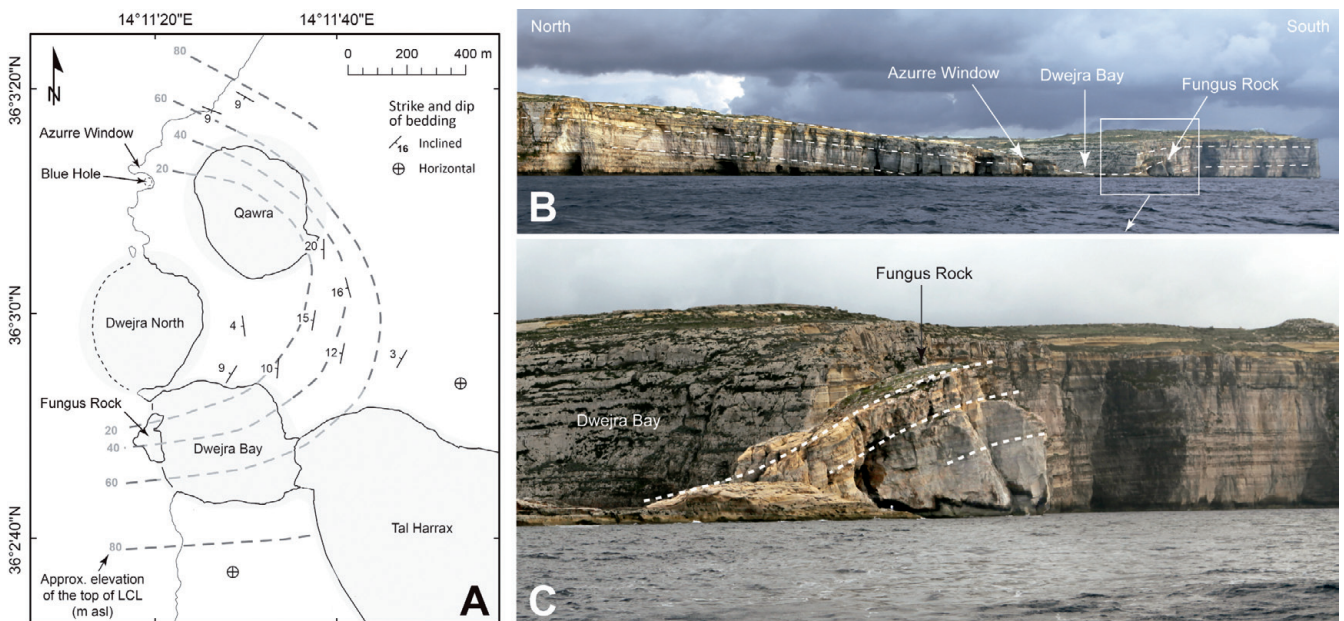 14°11'20"E
14°11'40"E
36°3'20"N
36°3'0"N
36°2'40"N
N
0 200 400 m
Strike and dip
of bedding
16 Inclined
Horizontal
80
60
40
20
9
9
Azurre Window
Blue Hole
Qawra
20
16
15
4
12
3
9
10
Dwejra North
Fungus Rock
20
40
60
Dwejra Bay
Tal Harrax
80
Approx. elevation
of the top of LCL
(m asl)
A
North
South
Azurre Window
Dwejra Bay
Fungus Rock
B
Fungus Rock
Dwejra Bay
C